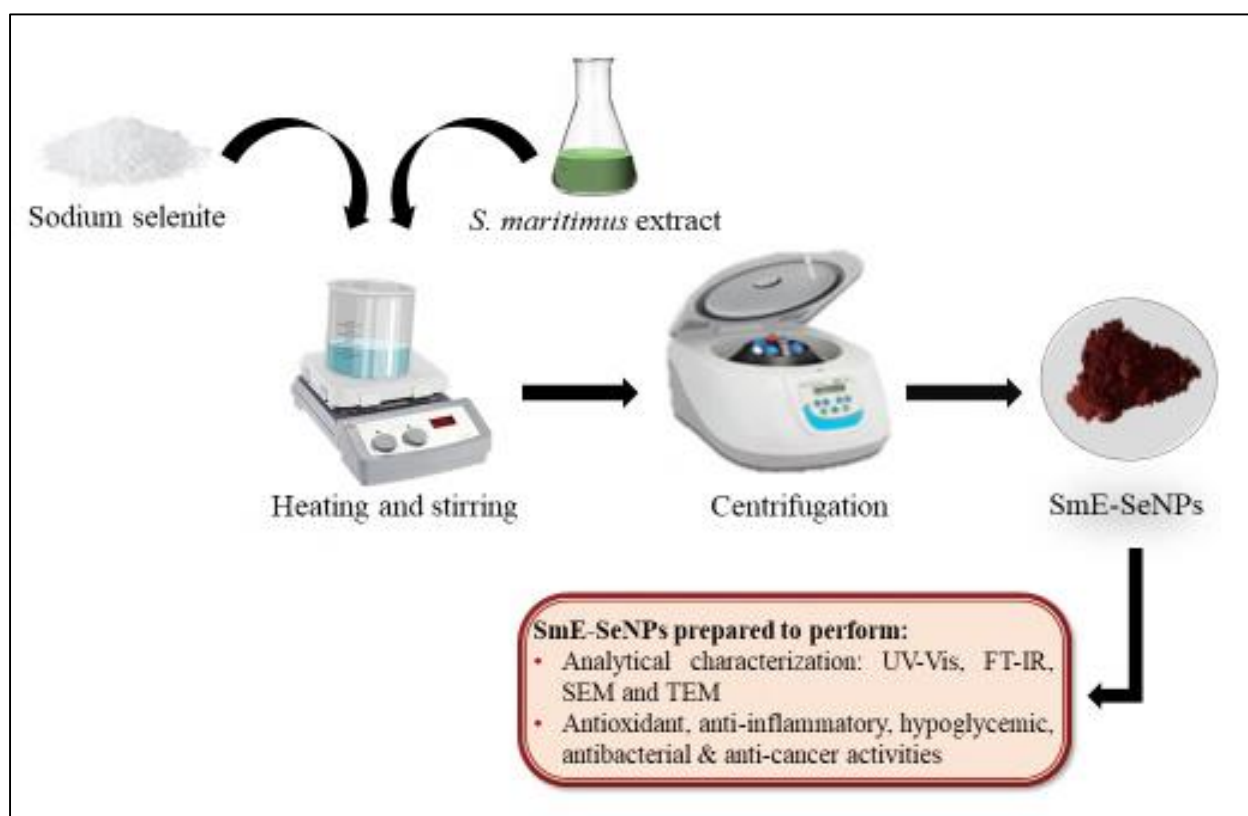 Sodium selenite
S. maritimus extract
Heating and stirring
Centrifugation
SmE-SeNPs
SmE-SeNPs prepared to perform:
• Analytical characterization: UV-Vis, FT-IR,
SEM and TEM
• Antioxidant, anti-inflammatory, hypoglycemic,
antibacterial & anti-cancer activities